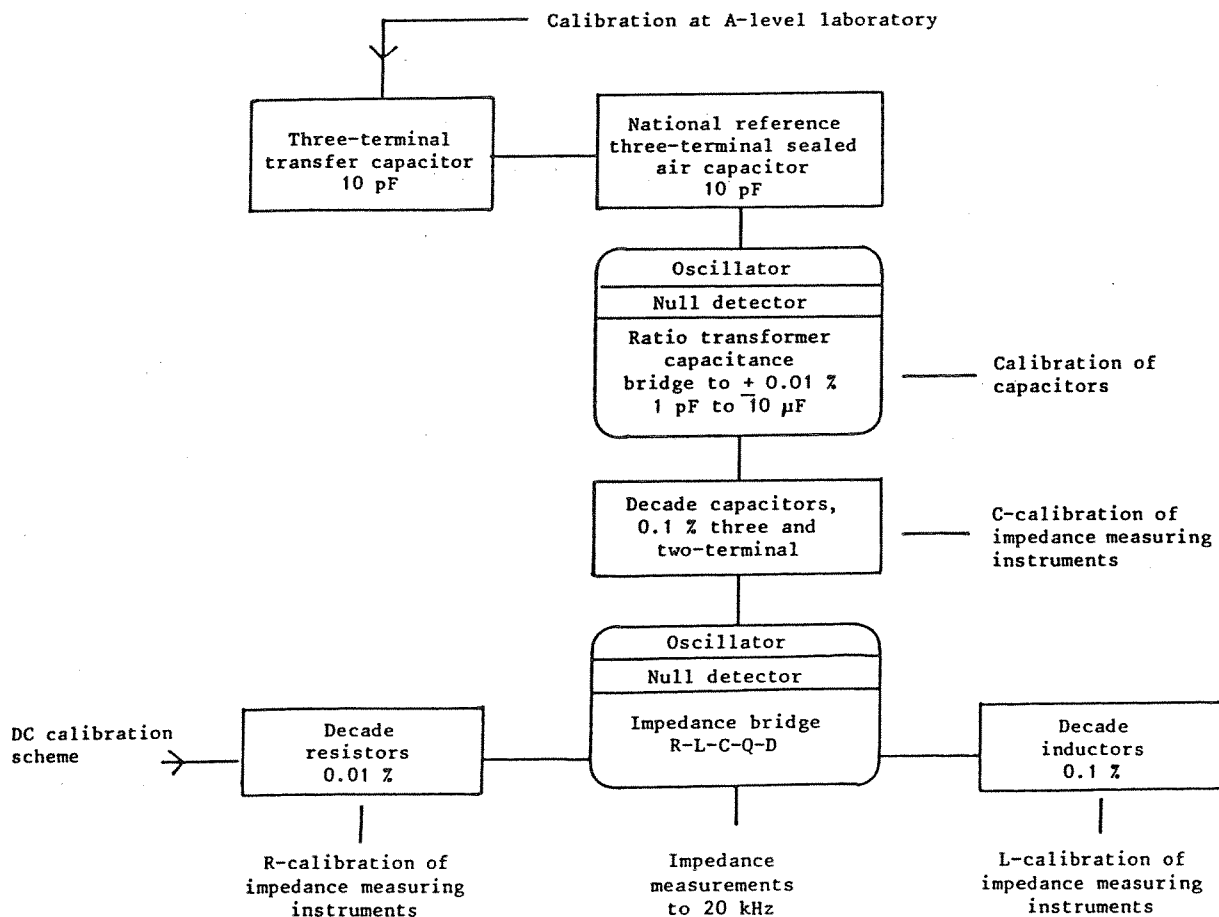 Calibration at A-level laboratory
Three-terminal
transfer capacitor
10 pF
National reference
three-terminal sealed
air capacitor
10 pF
Oscillator
Null detector
Ratio transformer
capacitance
bridge to ± 0.01 %
1 pF to 10 µF
Calibration of
capacitors
Decade capacitors,
0.1 % three and
two-terminal
C-calibration of
impedance measuring
instruments
Oscillator
Null detector
Impedance bridge
R-L-C-Q-D
DC calibration
scheme
Decade
resistors
0.01 %
Decade
inductors
0.1 %
R-calibration of
impedance measuring
instruments
Impedance
measurements
to 20 kHz
L-calibration of
impedance measuring
instruments